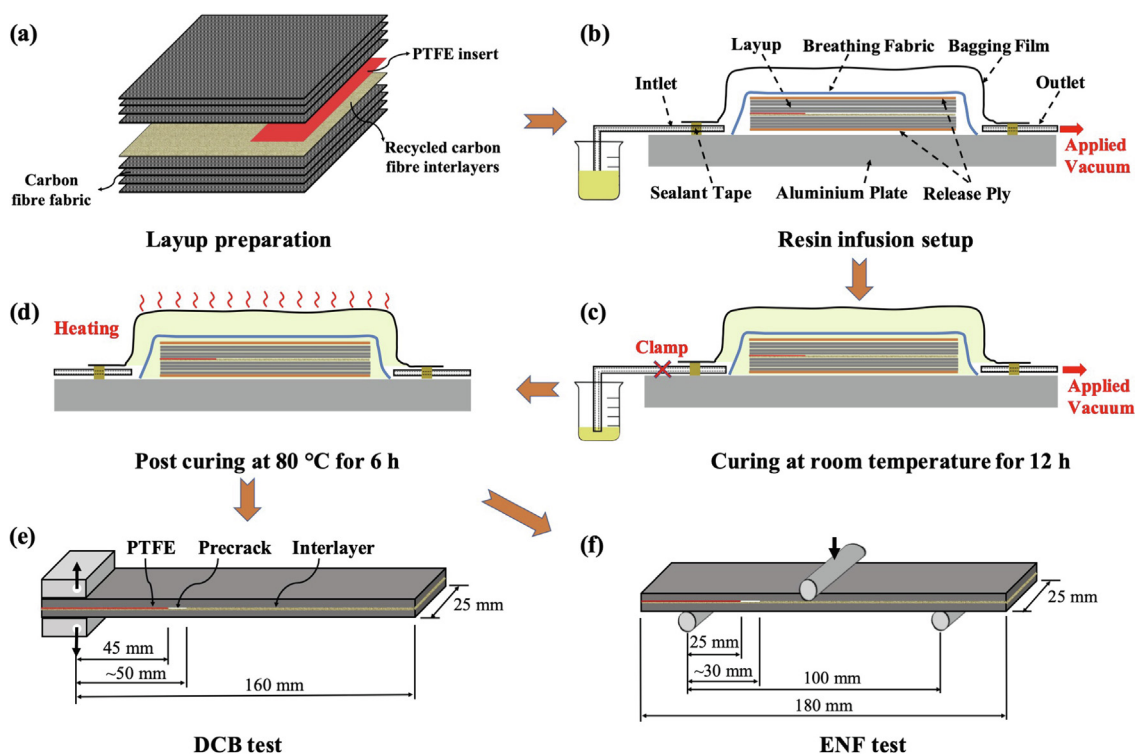 (a)
PTFE insert
Recycled carbon
fibre interlayers
Carbon
fibre fabric
Layup preparation
(b)
Layup
Breathing Fabric
Bagging Film
Intlet
Outlet
Applied
Vacuum
Sealant Tape
Aluminium Plate
Release Ply
Resin infusion setup
(d)
Heating
Post curing at 80 °C for 6 h
(c)
Clamp
Applied
Vacuum
Curing at room temperature for 12 h
(e)
PTFE
Precrack
Interlayer
25 mm
45 mm
~50 mm
160 mm
DCB test
(f)
25 mm
25 mm
~30 mm
100 mm
180 mm
ENF test